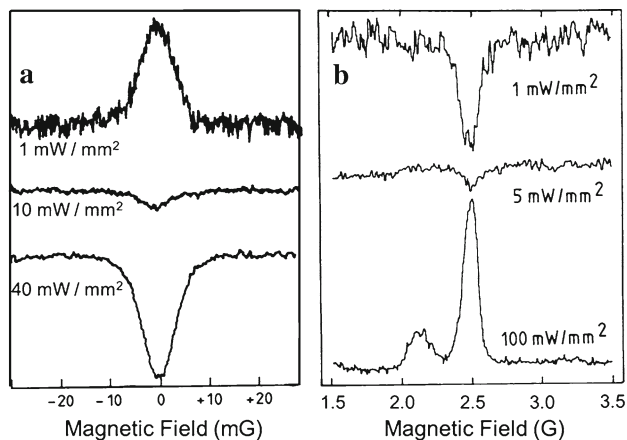 a
1 mW / mm²
10 mW / mm²
40 mW / mm²
-20 -10 0 +10 +20
Magnetic Field (mG)
b
1 mW/mm²
5 mW/mm²
100 mW/mm²
1.5 2.0 2.5 3.0 3.5
Magnetic Field (G)